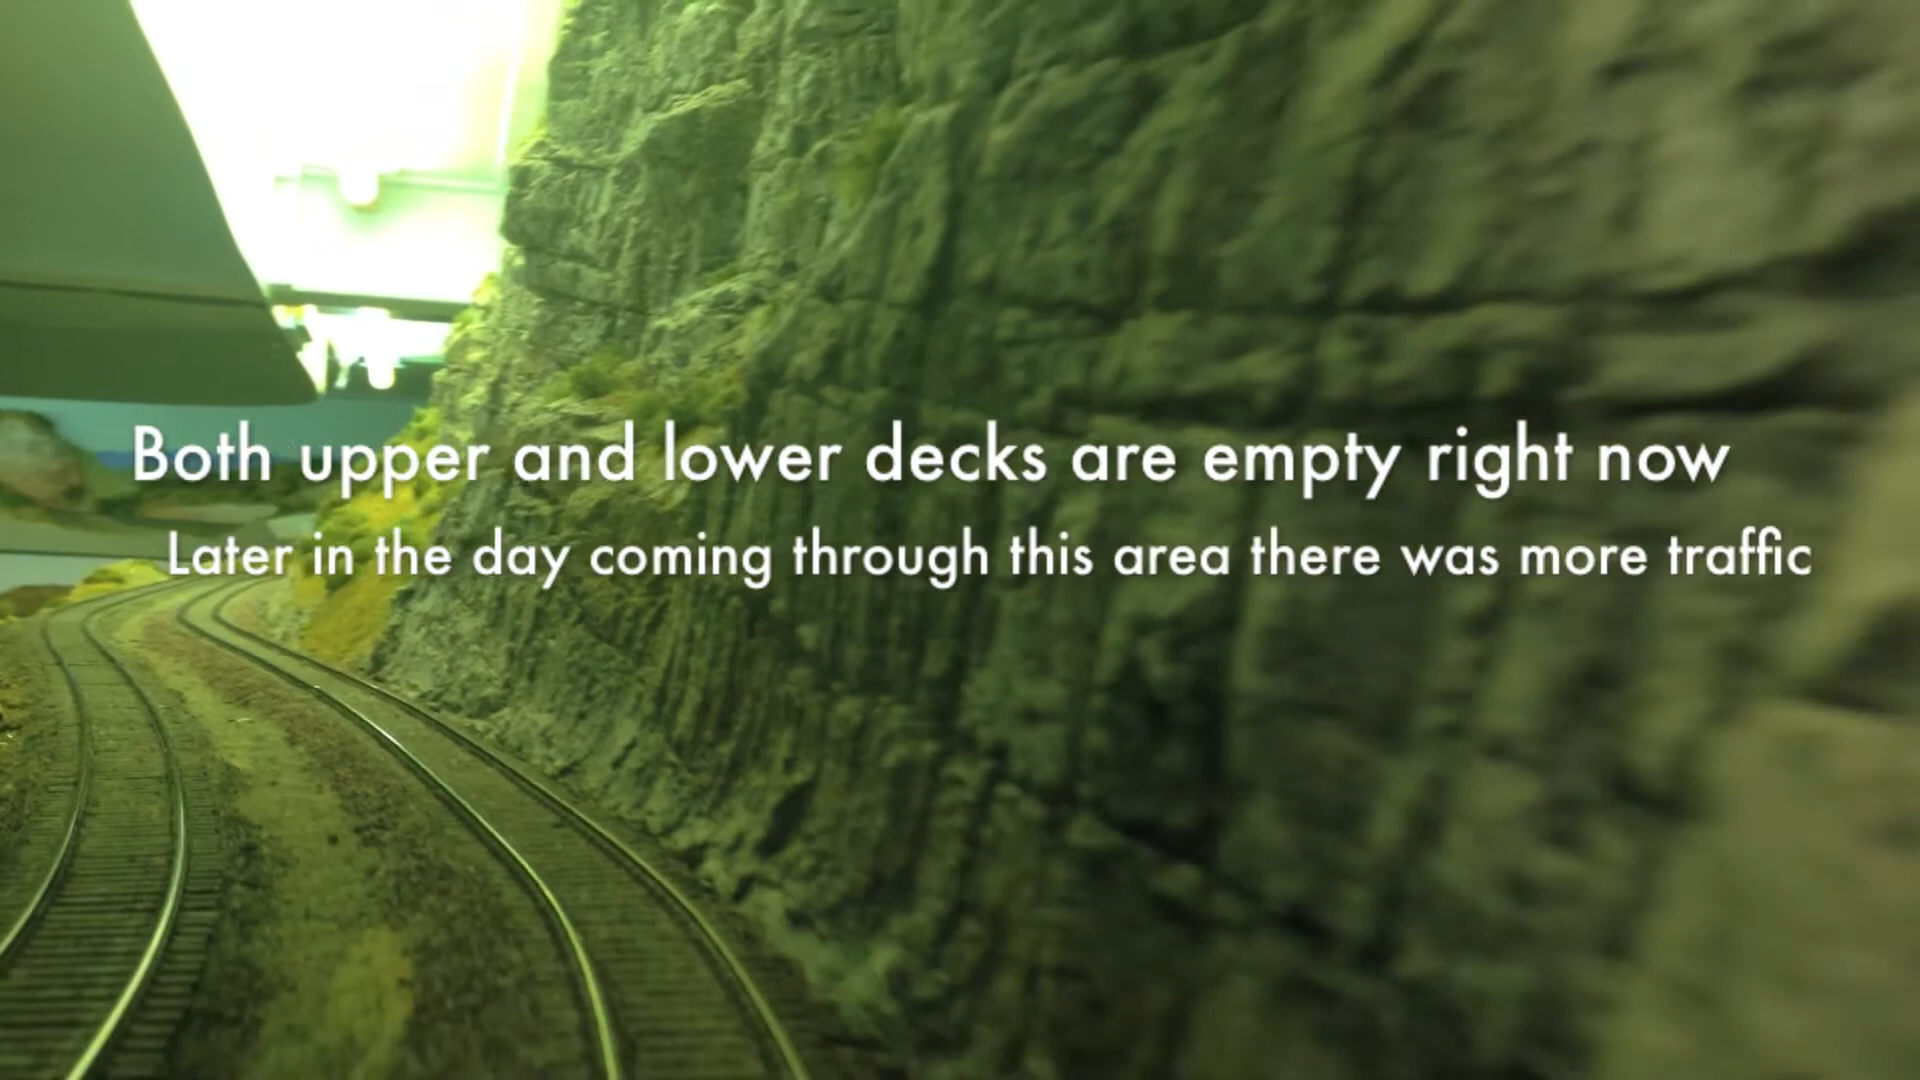 Both upper and lower decks are empty right now
Later in the day coming through this area there was more traffic